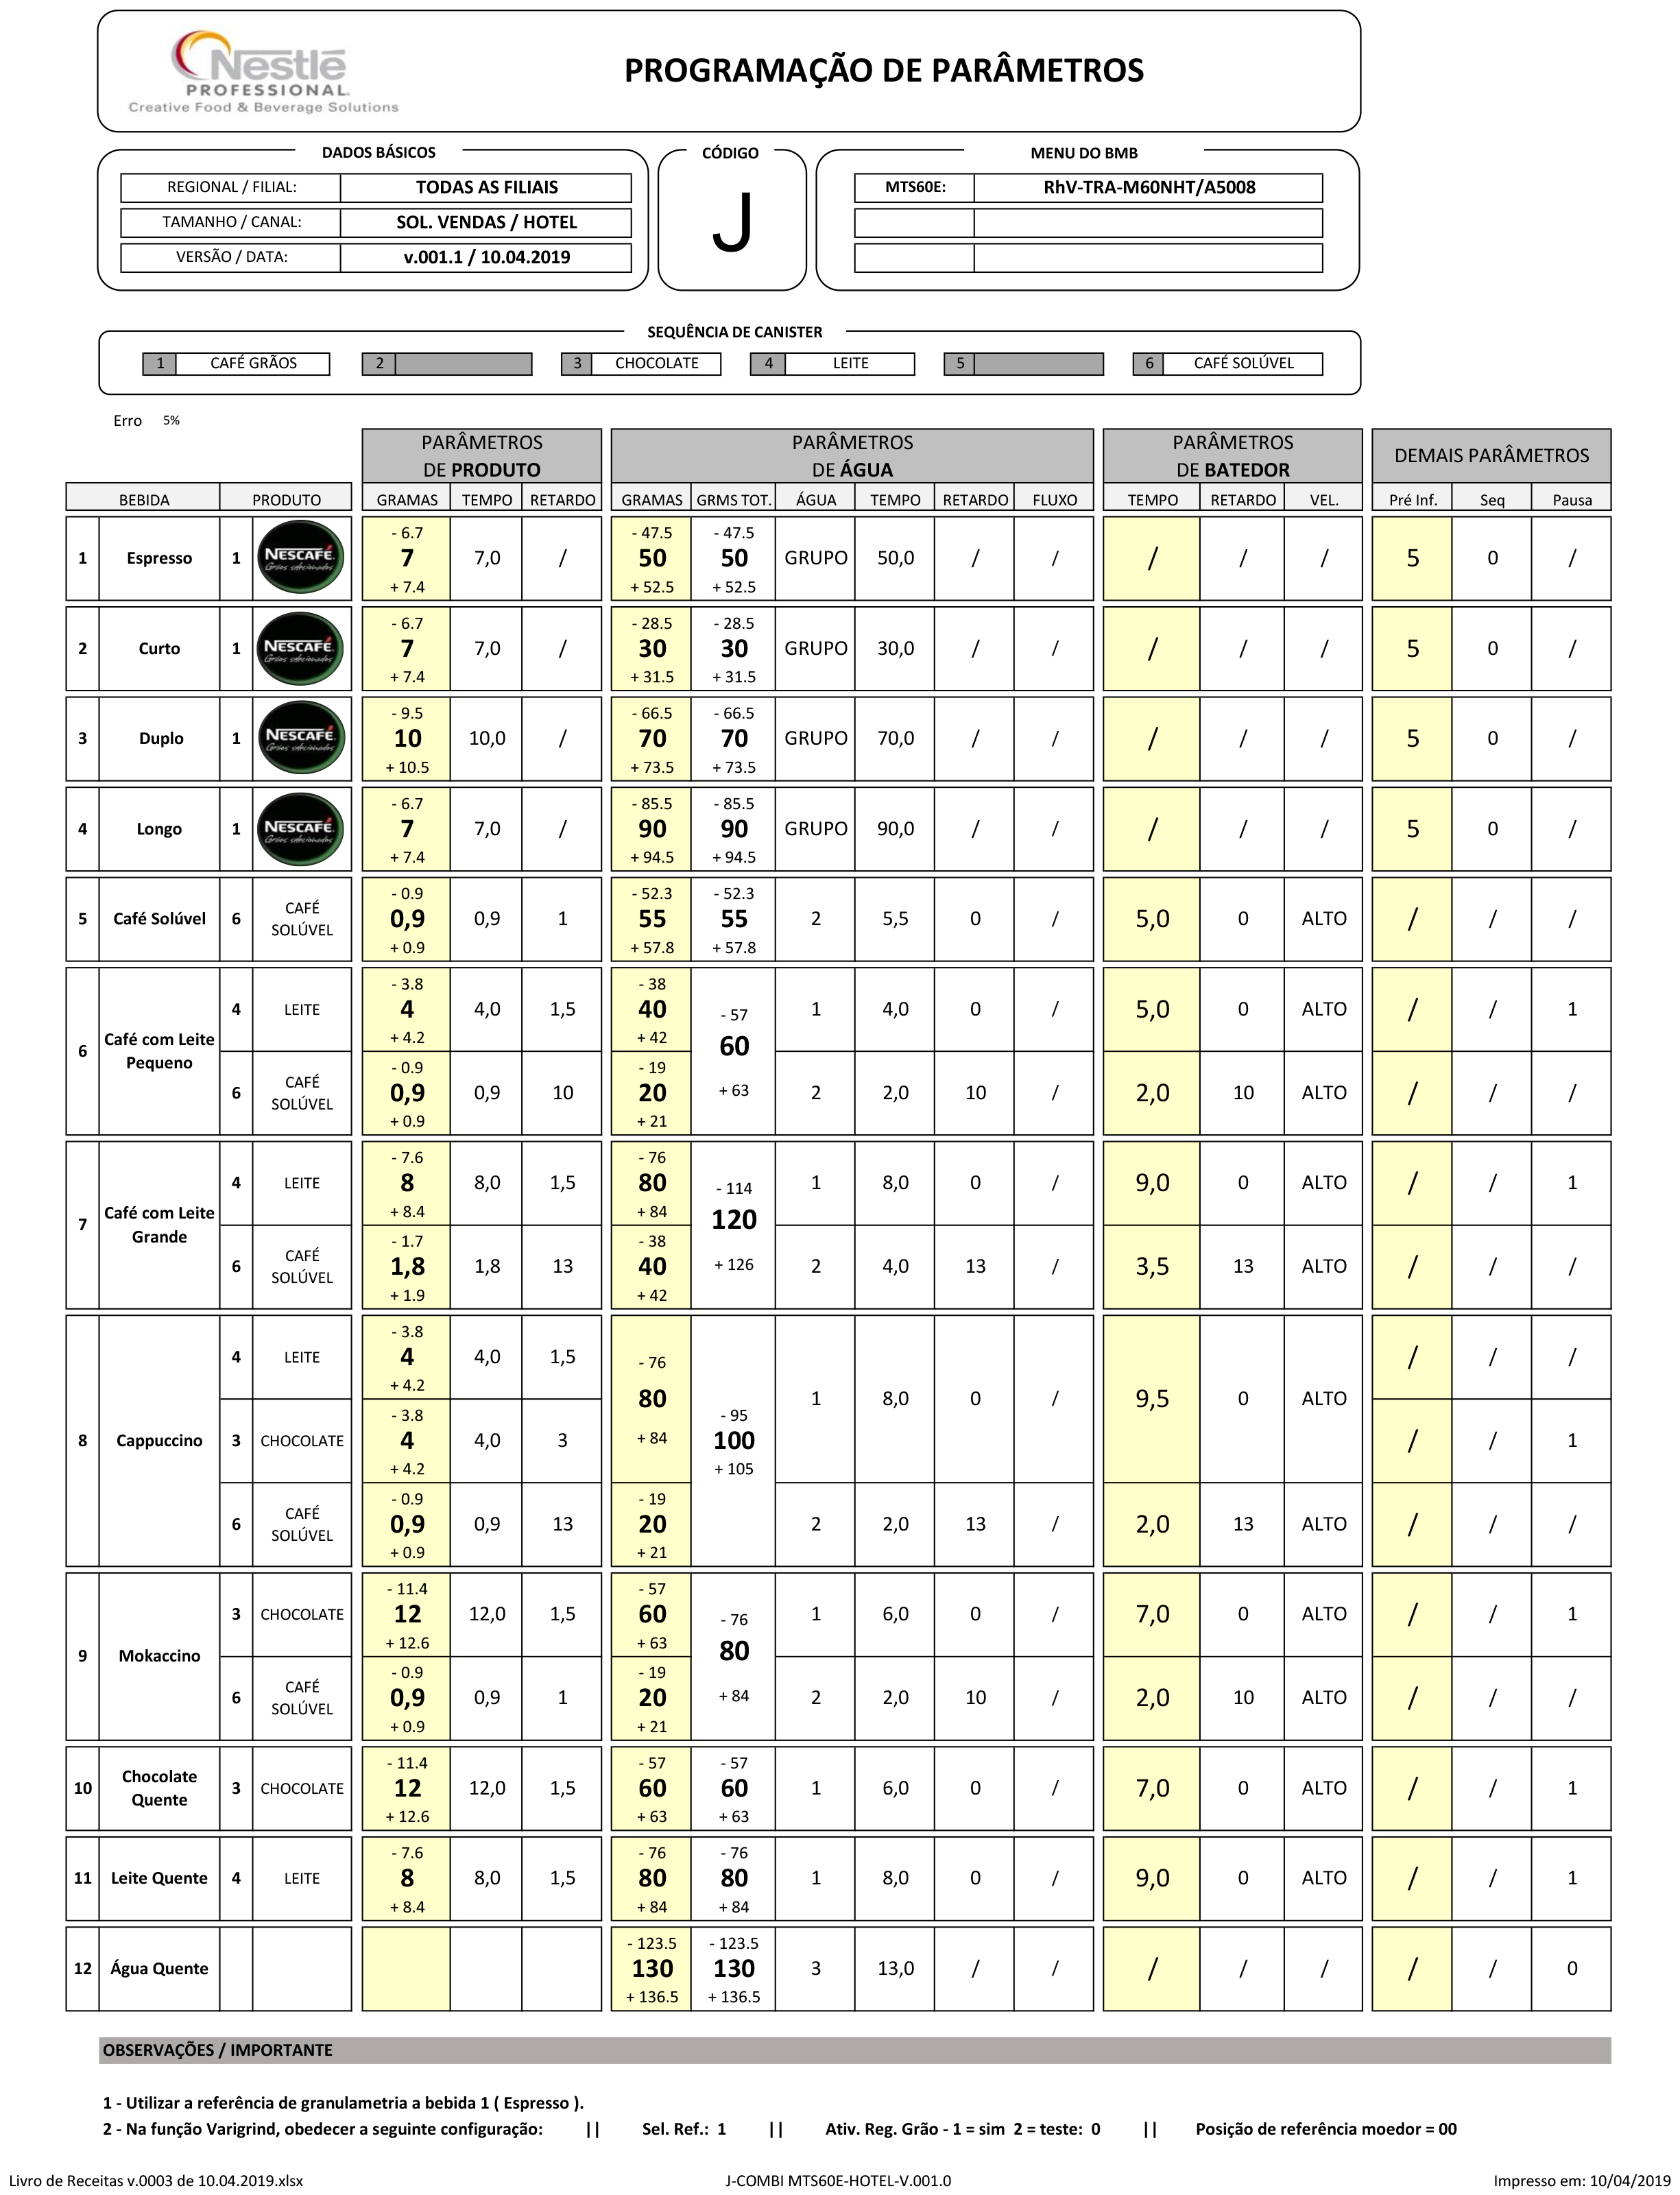 Nestlé
PROFESSIONAL.
Creative Food & Beverage Solutions
PROGRAMAÇÃO DE PARÂMETROS
DADOS BÁSICOS
REGIONAL / FILIAL: TODAS AS FILIAIS
TAMANHO / CANAL: SOL. VENDAS / HOTEL
VERSÃO / DATA: v.001.1 / 10.04.2019
CÓDIGO
J
MENU DO BMB
MTS60E: RhV-TRA-M60NHT/A5008
SEQUÊNCIA DE CANISTER
1 CAFÉ GRÃOS 2 3 CHOCOLATE 4 LEITE 5 6 CAFÉ SOLÚVEL
Erro 5%
PARÂMETROS DE PRODUTO
PARÂMETROS DE ÁGUA
PARÂMETROS DE BATEDOR
DEMAIS PARÂMETROS
BEBIDA PRODUTO GRAMAS TEMPO RETARDO GRAMAS GRMS TOT. ÁGUA TEMPO RETARDO FLUXO TEMPO RETARDO VEL. Pré Inf. Seq Pausa
- 6.7 - 47.5 - 47.5
1 Espresso 1 NESCAFÉ. Grãos selecionados 7 7,0 / 50 50 GRUPO 50,0 / / / / / 5 0 /
+ 7.4 + 52.5 + 52.5
- 6.7 - 28.5 - 28.5
2 Curto 1 NESCAFÉ. Grãos selecionados 7 7,0 / 30 30 GRUPO 30,0 / / / / / 5 0 /
+ 7.4 + 31.5 + 31.5
- 9.5 - 66.5 - 66.5
3 Duplo 1 NESCAFÉ. Grãos selecionados 10 10,0 / 70 70 GRUPO 70,0 / / / / / 5 0 /
+ 10.5 + 73.5 + 73.5
- 6.7 - 85.5 - 85.5
4 Longo 1 NESCAFÉ. Grãos selecionados 7 7,0 / 90 90 GRUPO 90,0 / / / / / 5 0 /
+ 7.4 + 94.5 + 94.5
- 0.9 - 52.3 - 52.3
5 Café Solúvel 6 CAFÉ SOLÚVEL 0,9 0,9 1 55 55 2 5,5 0 / 5,0 0 ALTO / / /
+ 0.9 + 57.8 + 57.8
6 Café com Leite Pequeno
- 3.8 - 38
4 LEITE 4 4,0 1,5 40 1 4,0 0 / 5,0 0 ALTO / / 1
+ 4.2 + 42
- 57
60
+ 63
- 0.9 - 19
6 CAFÉ SOLÚVEL 0,9 0,9 10 20 2 2,0 10 / 2,0 10 ALTO / / /
+ 0.9 + 21
7 Café com Leite Grande
- 7.6 - 76
4 LEITE 8 8,0 1,5 80 1 8,0 0 / 9,0 0 ALTO / / 1
+ 8.4 + 84
- 114
120
+ 126
- 1.7 - 38
6 CAFÉ SOLÚVEL 1,8 1,8 13 40 2 4,0 13 / 3,5 13 ALTO / / /
+ 1.9 + 42
8 Cappuccino
- 3.8
4 LEITE 4 4,0 1,5 / / /
+ 4.2
- 76
80 1 8,0 0 / 9,5 0 ALTO
+ 84
- 3.8
3 CHOCOLATE 4 4,0 3 / / 1
+ 4.2
- 95
100
+ 105
- 0.9 - 19
6 CAFÉ SOLÚVEL 0,9 0,9 13 20 2 2,0 13 / 2,0 13 ALTO / / /
+ 0.9 + 21
9 Mokaccino
- 11.4 - 57
3 CHOCOLATE 12 12,0 1,5 60 1 6,0 0 / 7,0 0 ALTO / / 1
+ 12.6 + 63
- 76
80
+ 84
- 0.9 - 19
6 CAFÉ SOLÚVEL 0,9 0,9 1 20 2 2,0 10 / 2,0 10 ALTO / / /
+ 0.9 + 21
- 11.4 - 57 - 57
10 Chocolate Quente 3 CHOCOLATE 12 12,0 1,5 60 60 1 6,0 0 / 7,0 0 ALTO / / 1
+ 12.6 + 63 + 63
- 7.6 - 76 - 76
11 Leite Quente 4 LEITE 8 8,0 1,5 80 80 1 8,0 0 / 9,0 0 ALTO / / 1
+ 8.4 + 84 + 84
- 123.5 - 123.5
12 Água Quente 130 130 3 13,0 / / / / / / / 0
+ 136.5 + 136.5
OBSERVAÇÕES / IMPORTANTE
1 - Utilizar a referência de granulametria a bebida 1 ( Espresso ).
2 - Na função Varigrind, obedecer a seguinte configuração: || Sel. Ref.: 1 || Ativ. Reg. Grão - 1 = sim 2 = teste: 0 || Posição de referência moedor = 00
Livro de Receitas v.0003 de 10.04.2019.xlsx J-COMBI MTS60E-HOTEL-V.001.0 Impresso em: 10/04/2019